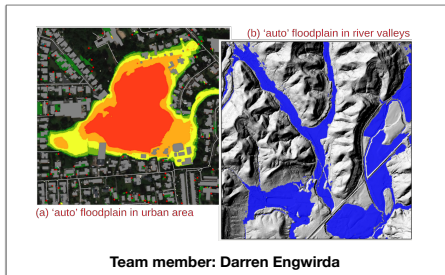 (b) ‘auto’ floodplain in river valleys
(a) ‘auto’ floodplain in urban area
Team member: Darren Engwirda